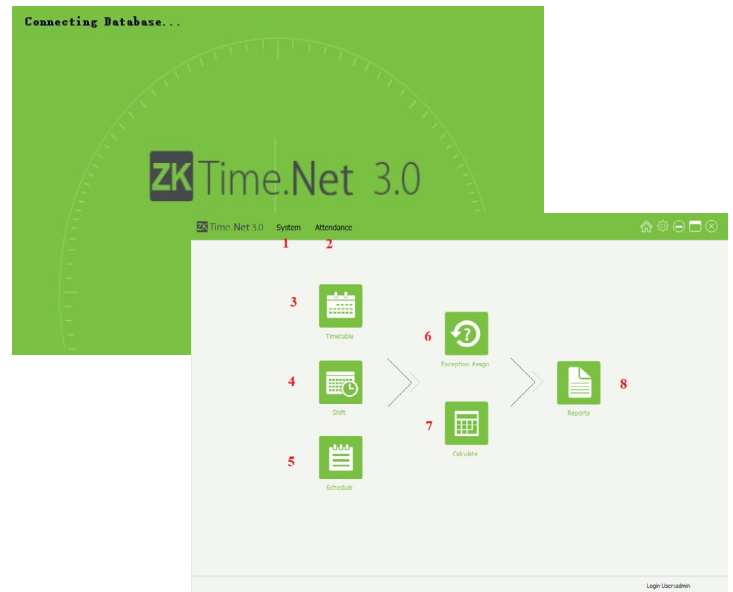 Connecting Database...
ZK Time.Net 3.0
ZK Time.Net 3.0 System Attendance
1 2
3
Timetable
4
Shift
5
Schedule
6
Exception Assign
7
Calculate
8
Reports
Login User:admin